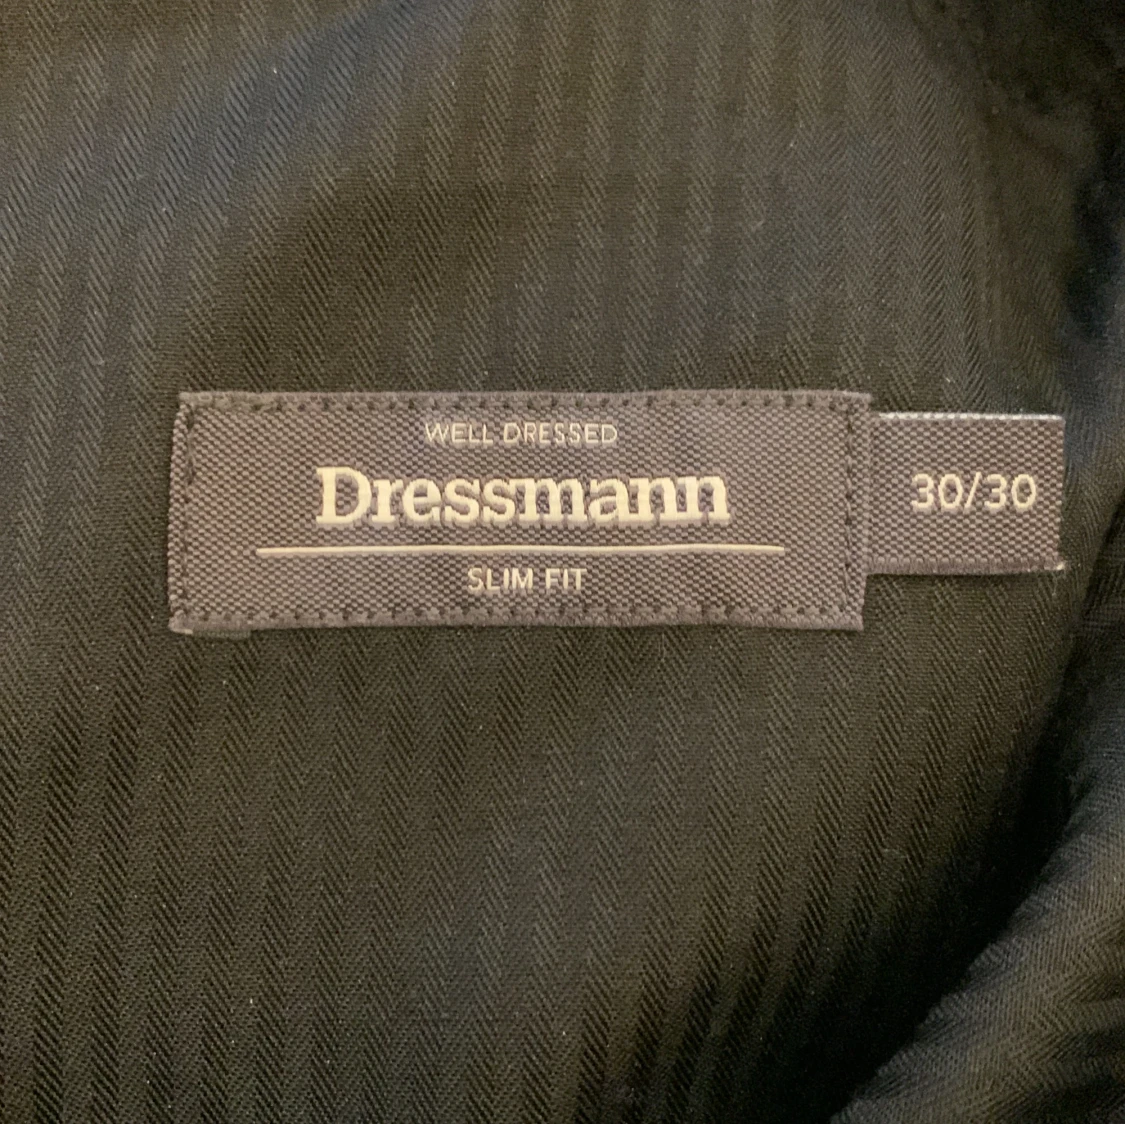 WELL DRESSED
Dressmann
SLIM FIT
30/30